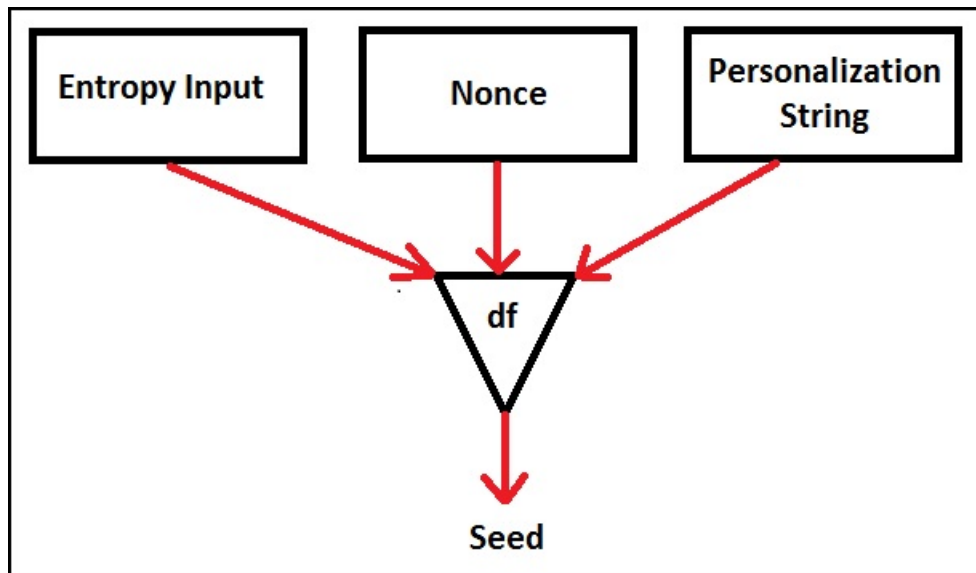 Entropy Input
Nonce
Personalization
String
df
Seed